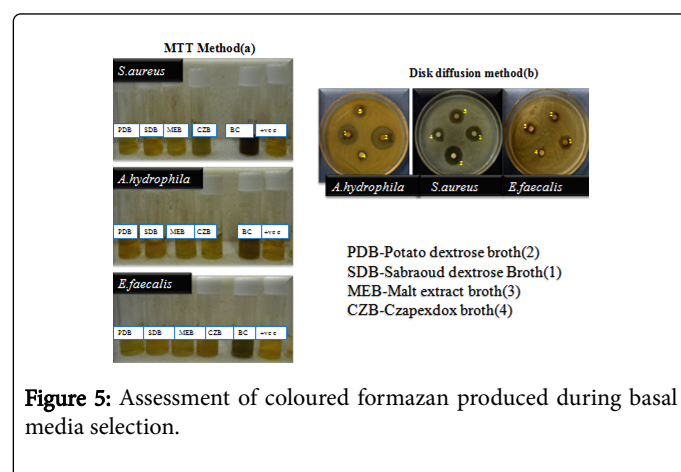 MTT Method(a)
S.aureus
PDB SDB MEB CZB BC +ve c
A.hydrophila
PDB SDB MEB CZB BC +ve c
E.faecalis
PDB SDB MEB CZB BC +ve c
Disk diffusion method(b)
A.hydrophila S.aureus E.faecalis
PDB-Potato dextrose broth(2)
SDB-Sabraoud dextrose Broth(1)
MEB-Malt extract broth(3)
CZB-Czapexdox broth(4)
Figure 5: Assessment of coloured formazan produced during basal
media selection.